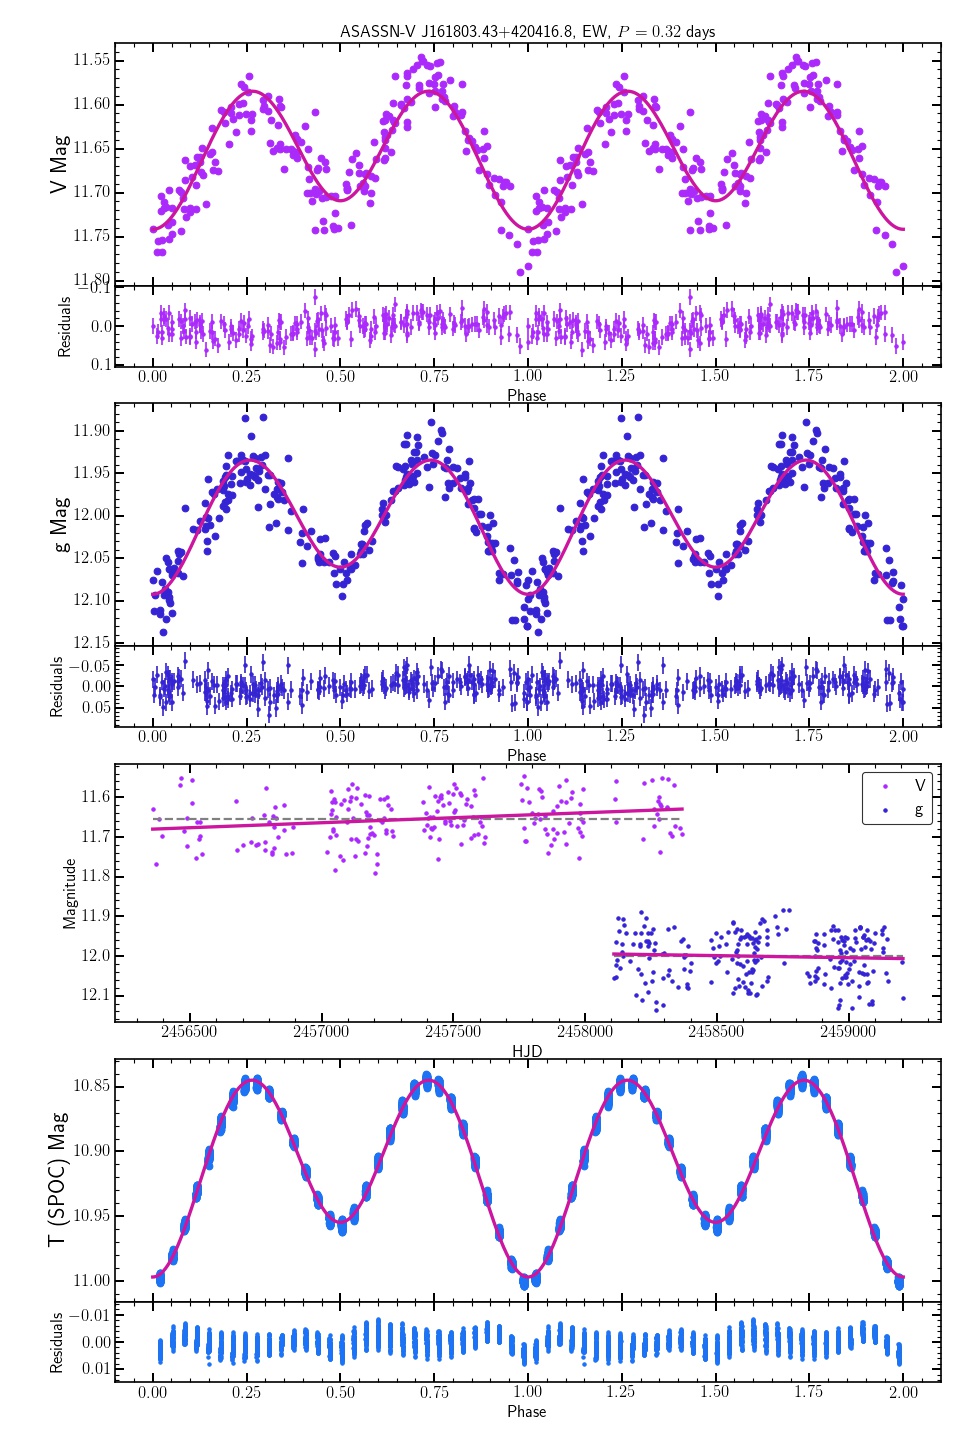 ASASSN-V J161803.43+420416.8, EW, P = 0.32 days
11.55
11.60
11.65
11.70
11.75
11.80
V Mag
−0.1
0.0
0.1
Residuals
0.00 0.25 0.50 0.75 1.00 1.25 1.50 1.75 2.00
Phase
11.90
11.95
12.00
12.05
12.10
12.15
g Mag
−0.05
0.00
0.05
Residuals
0.00 0.25 0.50 0.75 1.00 1.25 1.50 1.75 2.00
Phase
11.6
11.7
11.8
11.9
12.0
12.1
Magnitude
V
g
2456500 2457000 2457500 2458000 2458500 2459000
HJD
10.85
10.90
10.95
11.00
T (SPOC) Mag
−0.01
0.00
0.01
Residuals
0.00 0.25 0.50 0.75 1.00 1.25 1.50 1.75 2.00
Phase